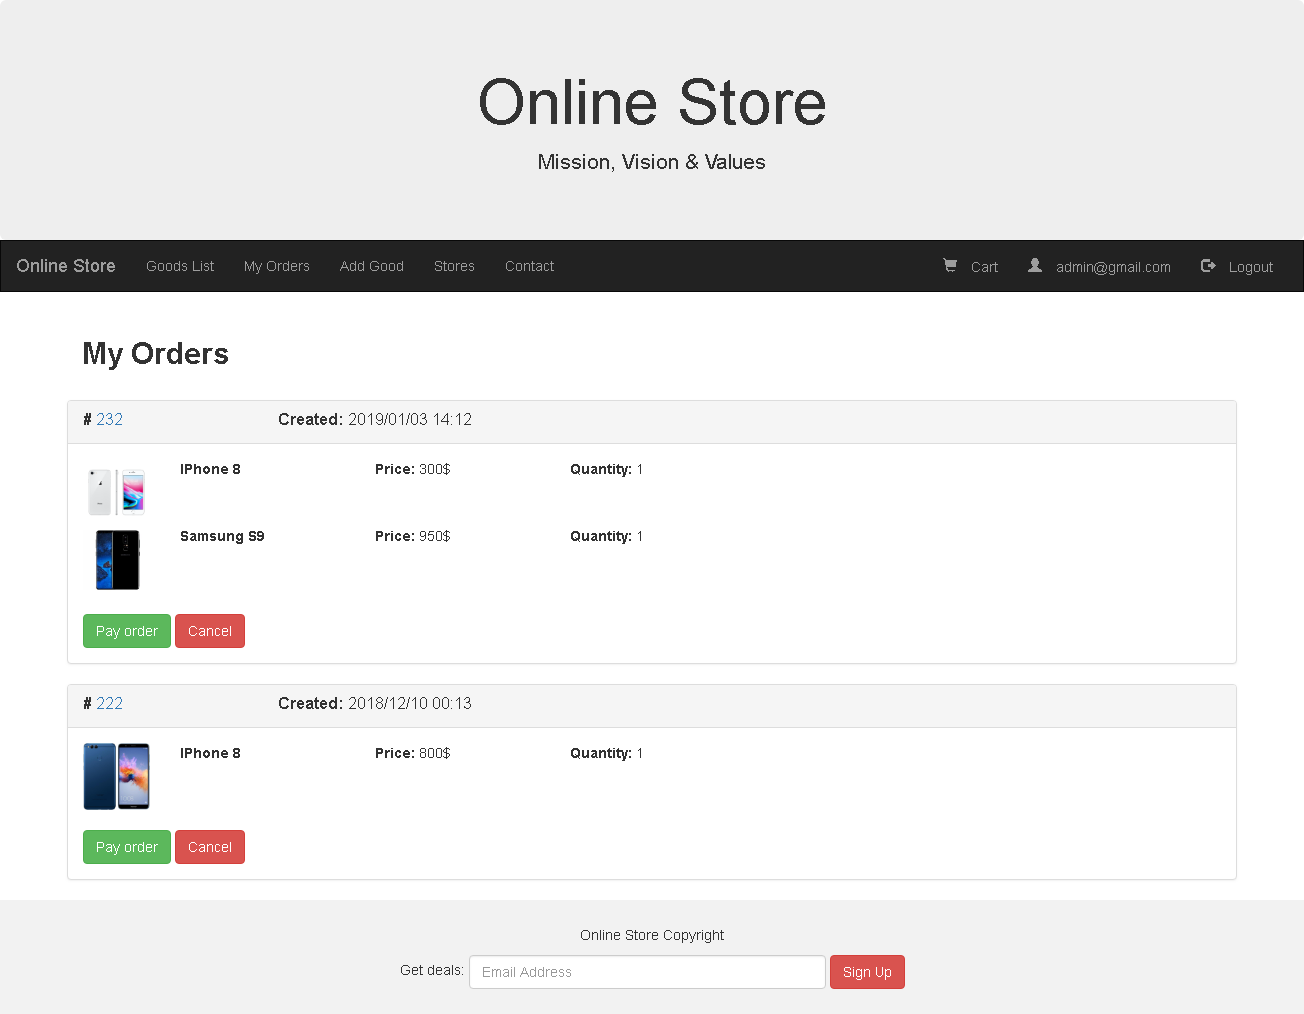 Online Store
Mission, Vision & Values
Online Store Goods List My Orders Add Good Stores Contact Cart admin@gmail.com Logout
My Orders
# 232 Created: 2019/01/03 14:12
IPhone 8 Price: 300$ Quantity: 1
Samsung S9 Price: 950$ Quantity: 1
Pay order Cancel
# 222 Created: 2018/12/10 00:13
IPhone 8 Price: 800$ Quantity: 1
Pay order Cancel
Online Store Copyright
Get deals: Email Address Sign Up